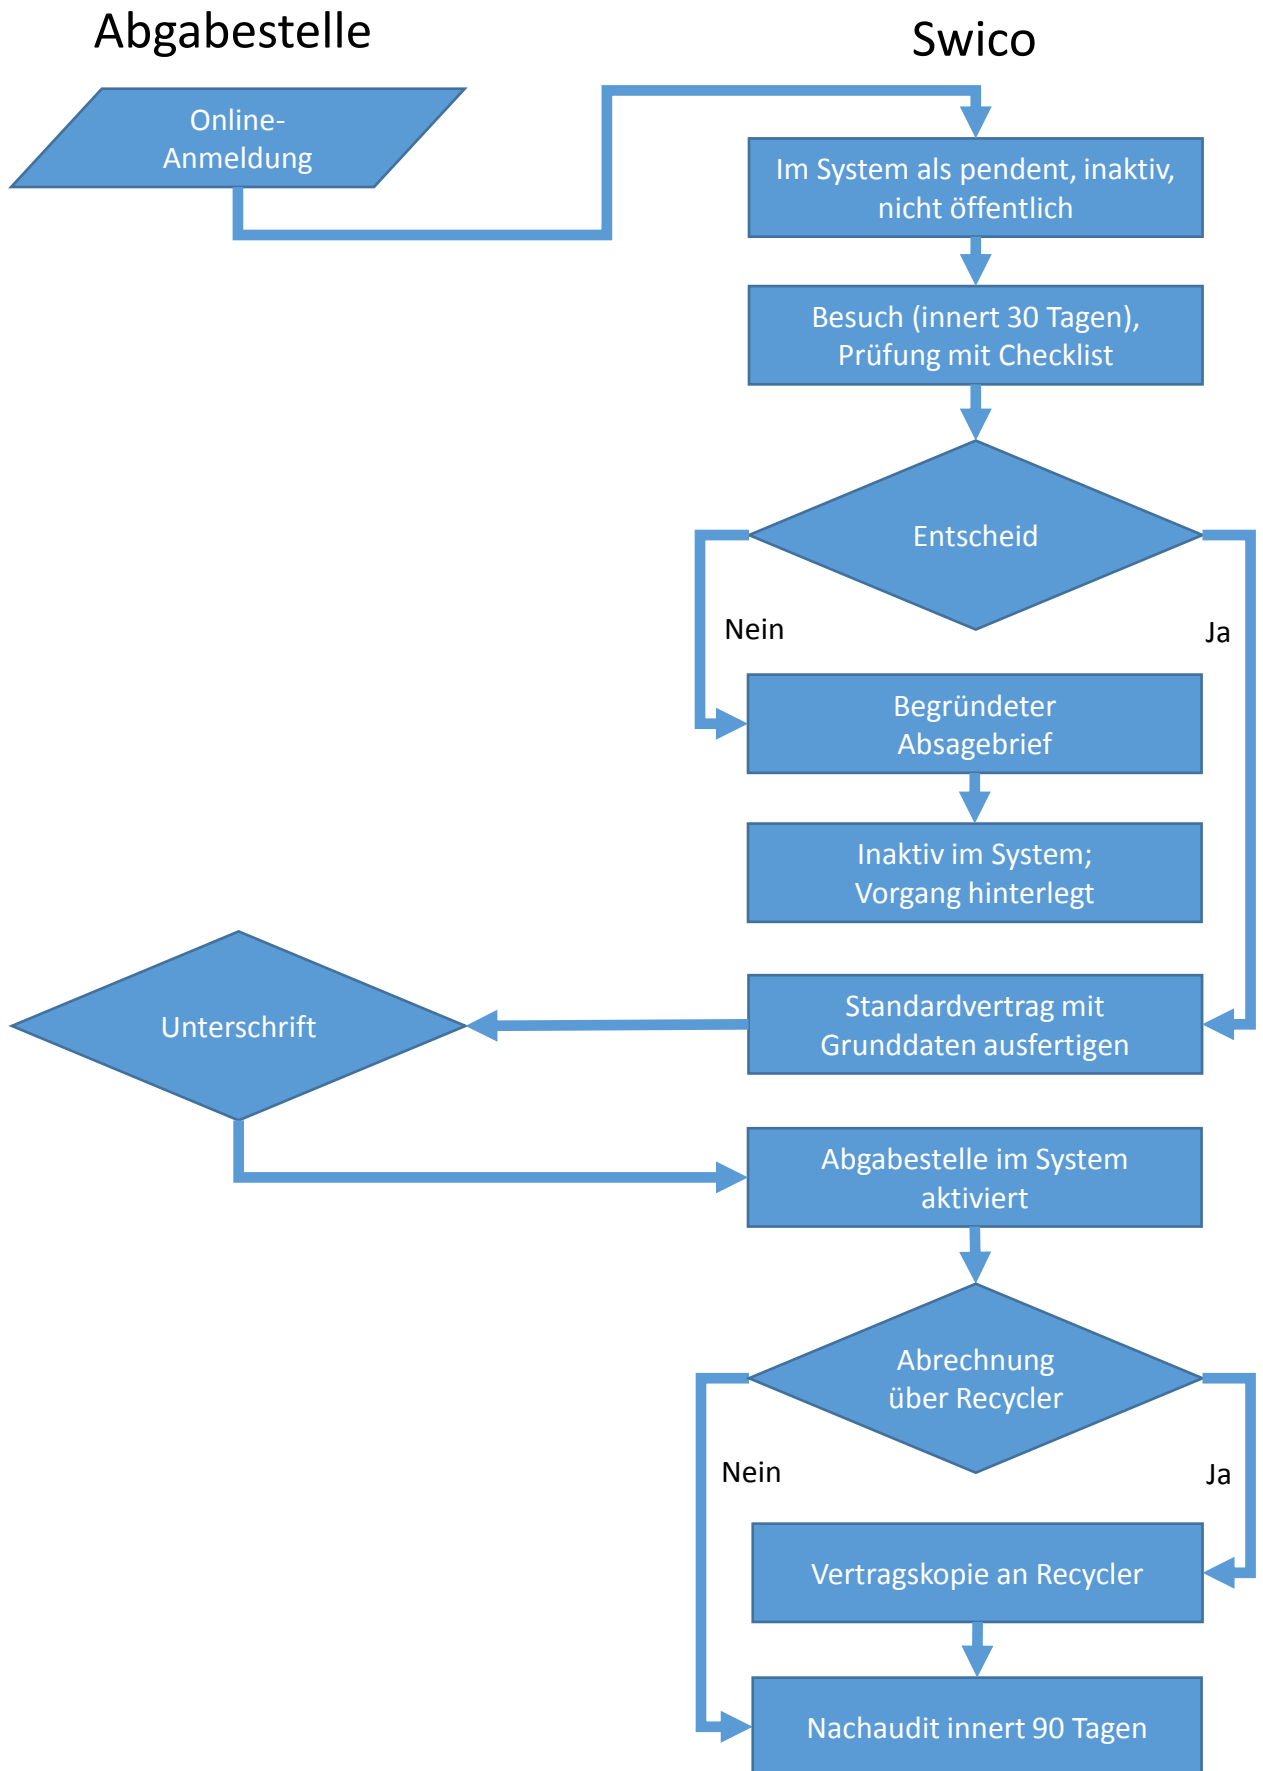 Abgabestelle
Swico
Online-
Anmeldung
Im System als pendent, inaktiv,
nicht öffentlich
Besuch (innert 30 Tagen),
Prüfung mit Checklist
Entscheid
Nein
Ja
Begründeter
Absagebrief
Inaktiv im System;
Vorgang hinterlegt
Standardvertrag mit
Grunddaten ausfertigen
Unterschrift
Abgabestelle im System
aktiviert
Abrechnung
über Recycler
Nein
Ja
Vertragskopie an Recycler
Nachaudit innert 90 Tagen